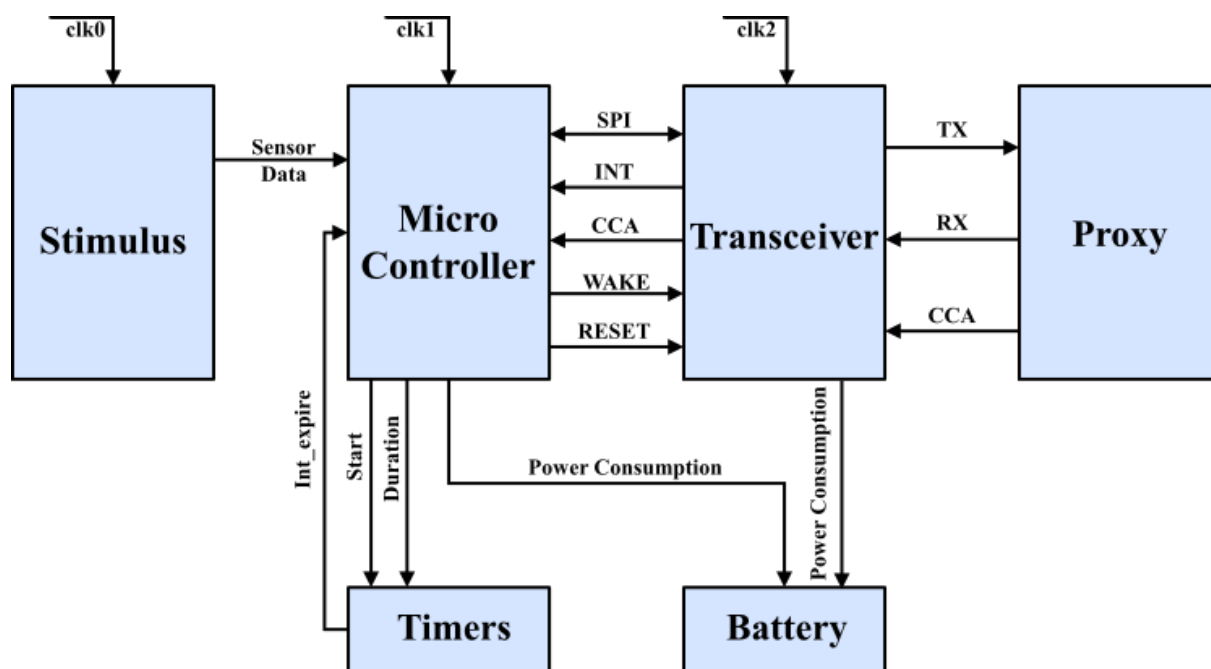 clk0
clk1
clk2
Stimulus
Sensor
Data
Micro
Controller
SPI
INT
CCA
WAKE
RESET
Transceiver
TX
RX
CCA
Proxy
Int_expire
Start
Duration
Power Consumption
Power Consumption
Timers
Battery